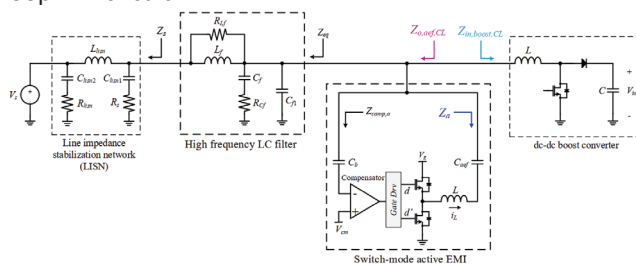 Z_s
R_Lf
L_f
Z_eq
Z_o,aef,CL
Z_in,boost,CL
L_lisn
C_lisn2
C_lisn1
R_lisn
R_s
V_s
C_f
R_Cf
C_f1
L
C
+
-
Line impedance
stabilization network
(LISN)
High frequency LC filter
dc-dc boost converter
Z_comp,o
Z_a
C_b
V_g
C_aef
Compensator
Gate Drv
d
d'
-
+
V_cm
L
i_L
Switch-mode active EMI